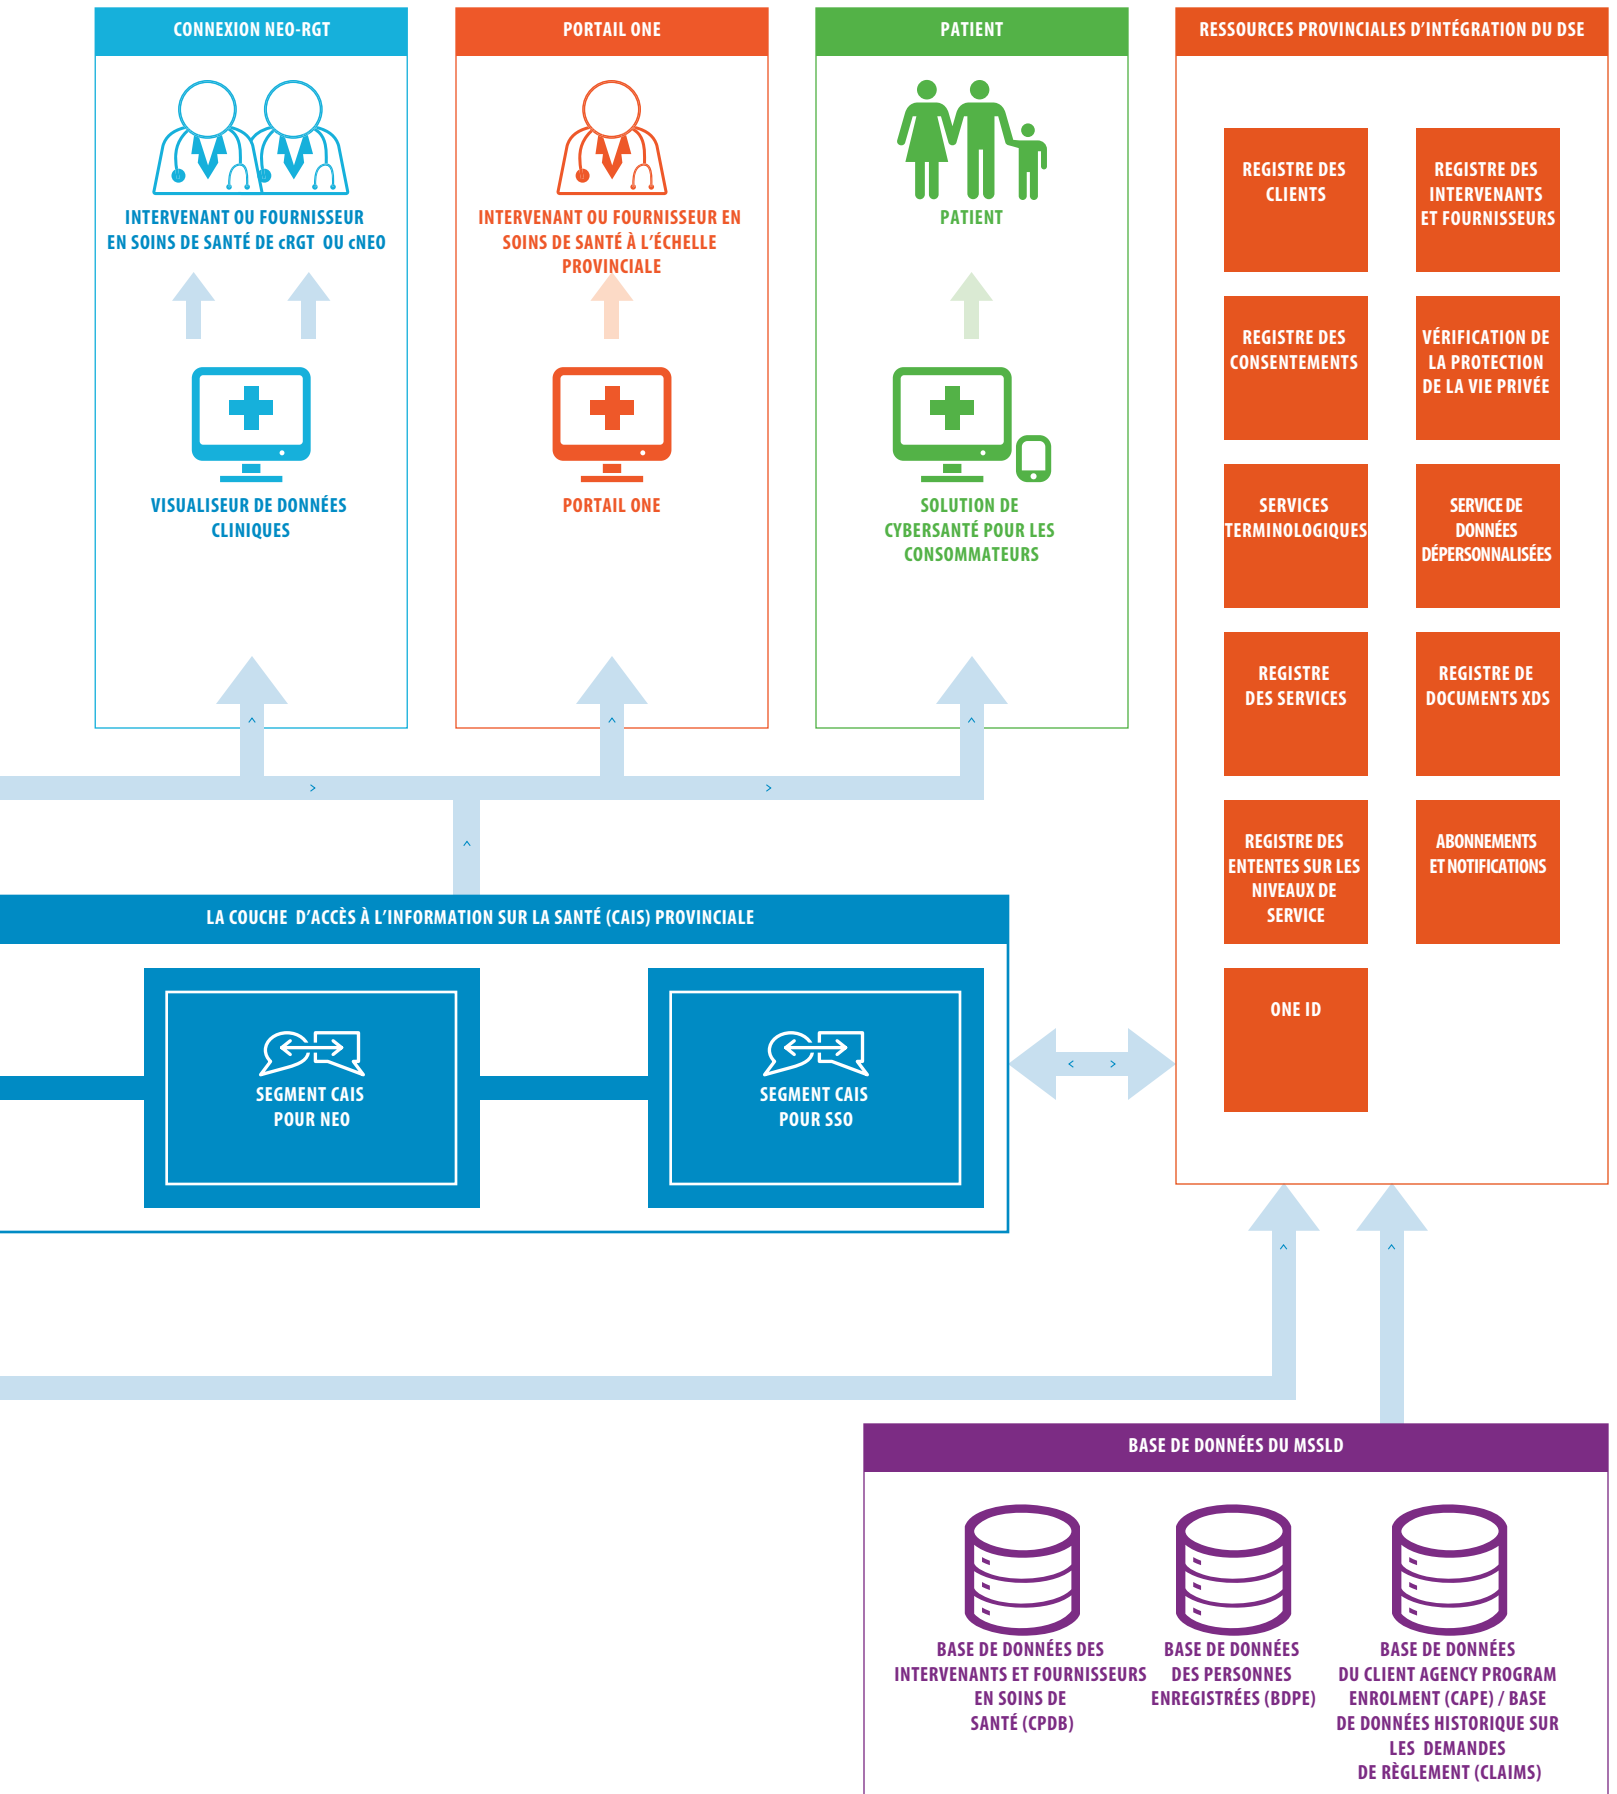 CONNEXION NEO-RGT
INTERVENANT OU FOURNISSEUR
EN SOINS DE SANTÉ DE cRGT OU cNEO
VISUALISEUR DE DONNÉES
CLINIQUES
PORTAIL ONE
INTERVENANT OU FOURNISSEUR EN
SOINS DE SANTÉ À L'ÉCHELLE
PROVINCIALE
PORTAIL ONE
PATIENT
PATIENT
SOLUTION DE
CYBERSANTÉ POUR LES
CONSOMMATEURS
RESSOURCES PROVINCIALES D'INTÉGRATION DU DSE
REGISTRE DES
CLIENTS
REGISTRE DES
INTERVENANTS
ET FOURNISSEURS
REGISTRE DES
CONSENTEMENTS
VÉRIFICATION DE
LA PROTECTION
DE LA VIE PRIVÉE
SERVICES
TERMINOLOGIQUES
SERVICE DE
DONNÉES
DÉPERSONNALISÉES
REGISTRE
DES SERVICES
REGISTRE DE
DOCUMENTS XDS
REGISTRE DES
ENTENTES SUR LES
NIVEAUX DE
SERVICE
ABONNEMENTS
ET NOTIFICATIONS
ONE ID
LA COUCHE D'ACCÈS À L'INFORMATION SUR LA SANTÉ (CAIS) PROVINCIALE
SEGMENT CAIS
POUR NEO
SEGMENT CAIS
POUR SSO
BASE DE DONNÉES DU MSSLD
BASE DE DONNÉES DES
INTERVENANTS ET FOURNISSEURS
EN SOINS DE
SANTÉ (CPDB)
BASE DE DONNÉES
DES PERSONNES
ENREGISTRÉES (BDPE)
BASE DE DONNÉES
DU CLIENT AGENCY PROGRAM
ENROLMENT (CAPE) / BASE
DE DONNÉES HISTORIQUE SUR
LES DEMANDES
DE RÈGLEMENT (CLAIMS)